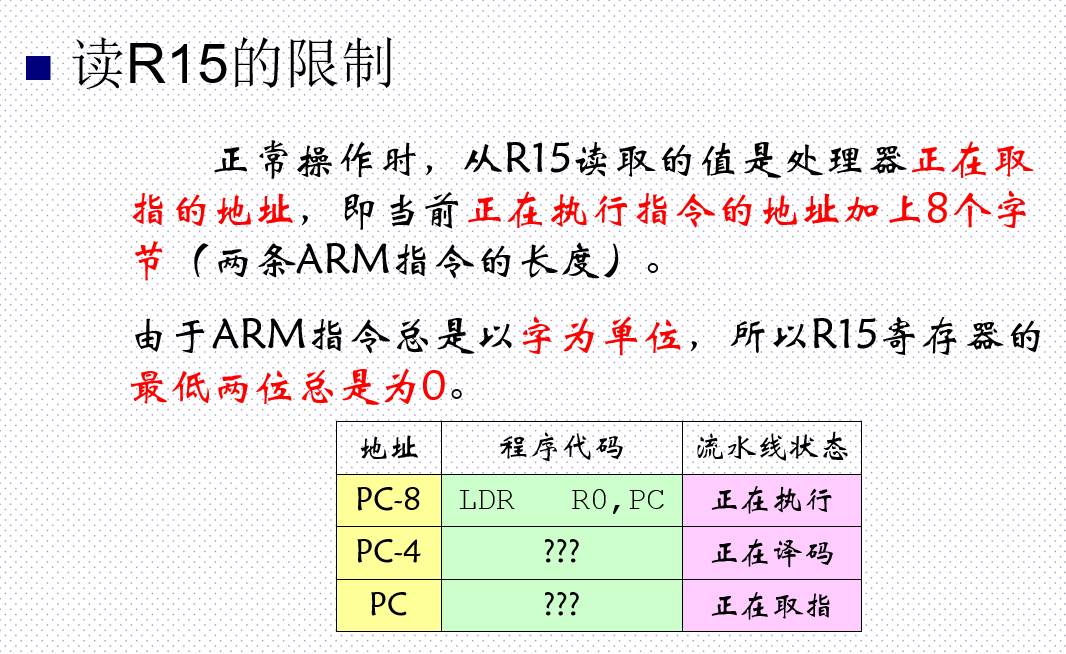 读R15的限制
正常操作时，从R15读取的值是处理器正在取
指的地址，即当前正在执行指令的地址加上8个字
节（两条ARM指令的长度）。
由于ARM指令总是以字为单位，所以R15寄存器的
最低两位总是为0。
地址 程序代码 流水线状态
PC-8 LDR R0,PC 正在执行
PC-4 ??? 正在译码
PC ??? 正在取指